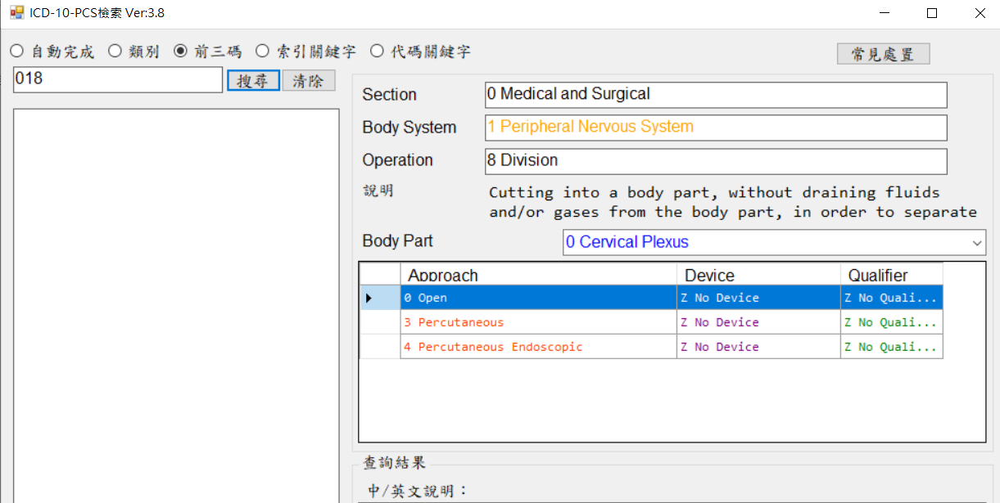 ICD-10-PCS檢索 Ver:3.8
自動完成 類別 前三碼 索引關鍵字 代碼關鍵字
常見處置
018 搜尋 清除
Section 0 Medical and Surgical
Body System 1 Peripheral Nervous System
Operation 8 Division
說明 Cutting into a body part, without draining fluids
and/or gases from the body part, in order to separate
Body Part 0 Cervical Plexus
Approach Device Qualifier
0 Open Z No Device Z No Quali...
3 Percutaneous Z No Device Z No Quali...
4 Percutaneous Endoscopic Z No Device Z No Quali...
查詢結果
中/英文說明：